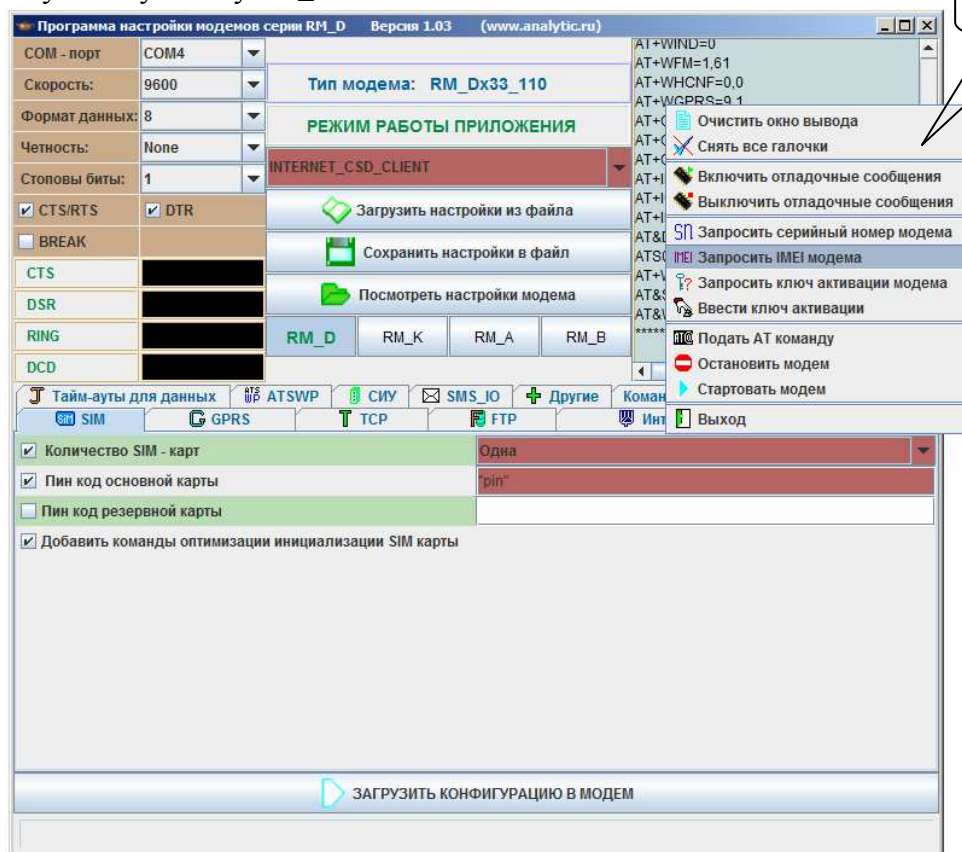 Программа настройки модемов серии RM_D Версия 1.03 (www.analytic.ru)
COM - порт COM4
Скорость: 9600
Формат данных: 8
Четность: None
Стоповы биты: 1
CTS/RTS DTR
BREAK
CTS
DSR
RING
DCD
Тип модема: RM_Dx33_110
РЕЖИМ РАБОТЫ ПРИЛОЖЕНИЯ
INTERNET_CSD_CLIENT
Загрузить настройки из файла
Сохранить настройки в файл
Посмотреть настройки модема
RM_D RM_K RM_A RM_B
AT+WIND=0
AT+WFM=1,61
AT+WHCNF=0,0
AT+WGPRS=9,1
Очистить окно вывода
Снять все галочки
Включить отладочные сообщения
Выключить отладочные сообщения
Запросить серийный номер модема
Запросить IMEI модема
Запросить ключ активации модема
Ввести ключ активации
Подать АТ команду
Остановить модем
Стартовать модем
Выход
Тайм-ауты для данных ATSWP СИУ SMS_IO Другие Коман
SIM GPRS TCP FTP Инт
Количество SIM - карт Одна
Пин код основной карты "pin"
Пин код резервной карты
Добавить команды оптимизации инициализации SIM карты
ЗАГРУЗИТЬ КОНФИГУРАЦИЮ В МОДЕМ